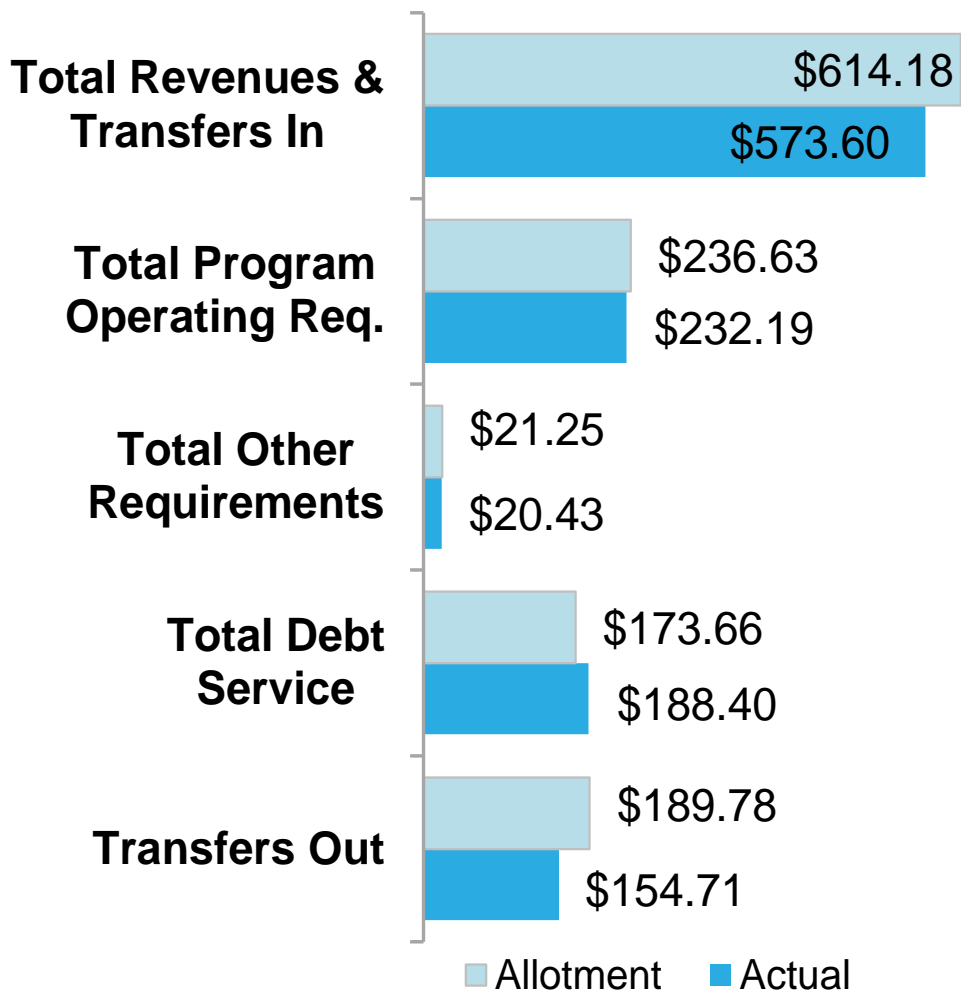 Total Revenues &
Transfers In
$614.18
$573.60
Total Program
Operating Req.
$236.63
$232.19
Total Other
Requirements
$21.25
$20.43
Total Debt
Service
$173.66
$188.40
Transfers Out
$189.78
$154.71
Allotment Actual